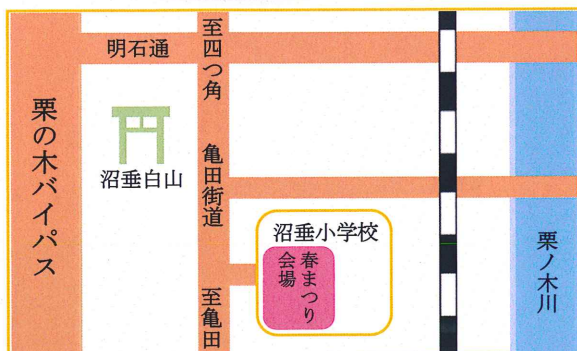 明石通
至四つ角
栗の木バイパス
沼垂白山
亀田街道
沼垂小学校
春まつり
会場
至亀田
栗ノ木川